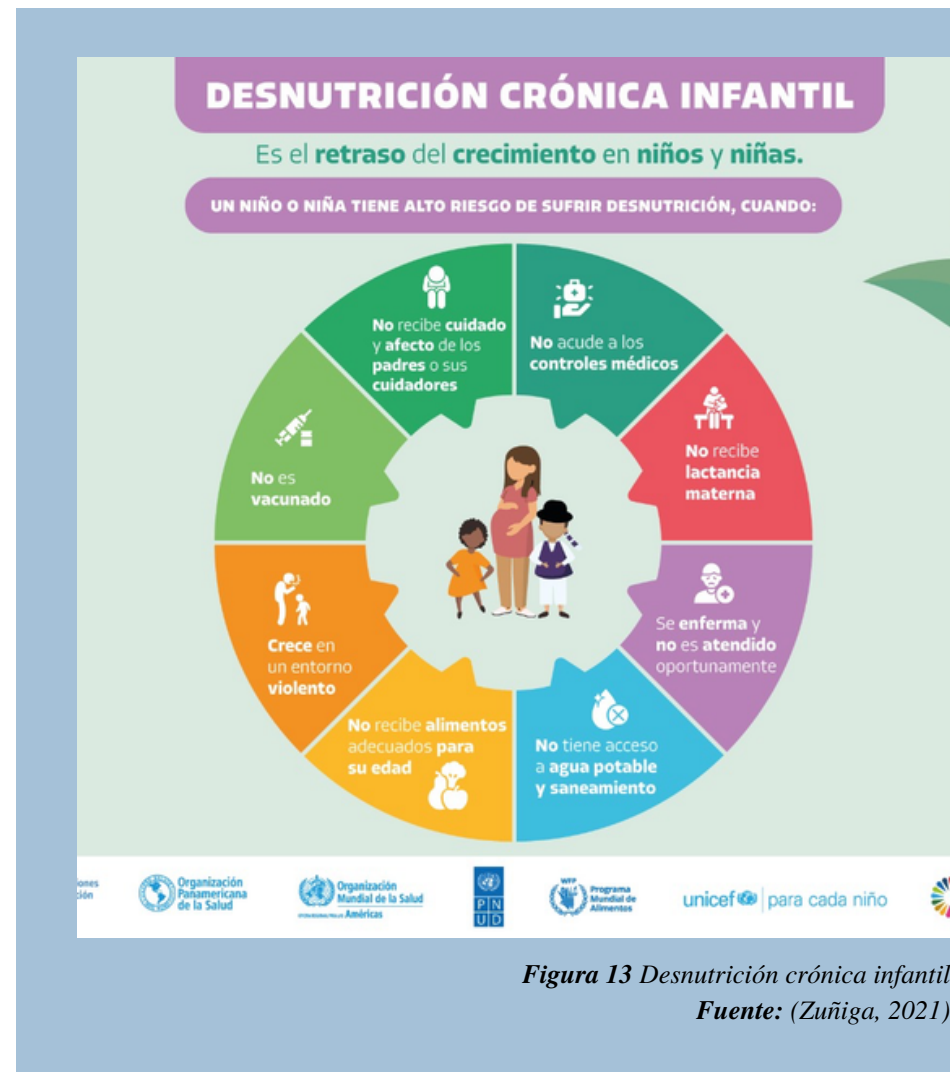 DESNUTRICIÓN CRÓNICA INFANTIL
Es el retraso del crecimiento en niños y niñas.
UN NIÑO O NIÑA TIENE ALTO RIESGO DE SUFRIR DESNUTRICIÓN, CUANDO:
No recibe cuidado
y afecto de los
padres o sus
cuidadores
No acude a los
controles médicos
No recibe
lactancia
materna
Se enferma y
no es atendido
oportunamente
No tiene acceso
a agua potable
y saneamiento
No recibe alimentos
adecuados para
su edad
Crece en
un entorno
violento
No es
vacunado
Organización
Panamericana
de la Salud
Organización
Mundial de la Salud
Américas
P N
U D
WFP
Programa
Mundial de
Alimentos
unicef para cada niño
Figura 13 Desnutrición crónica infantil
Fuente: (Zuñiga, 2021)